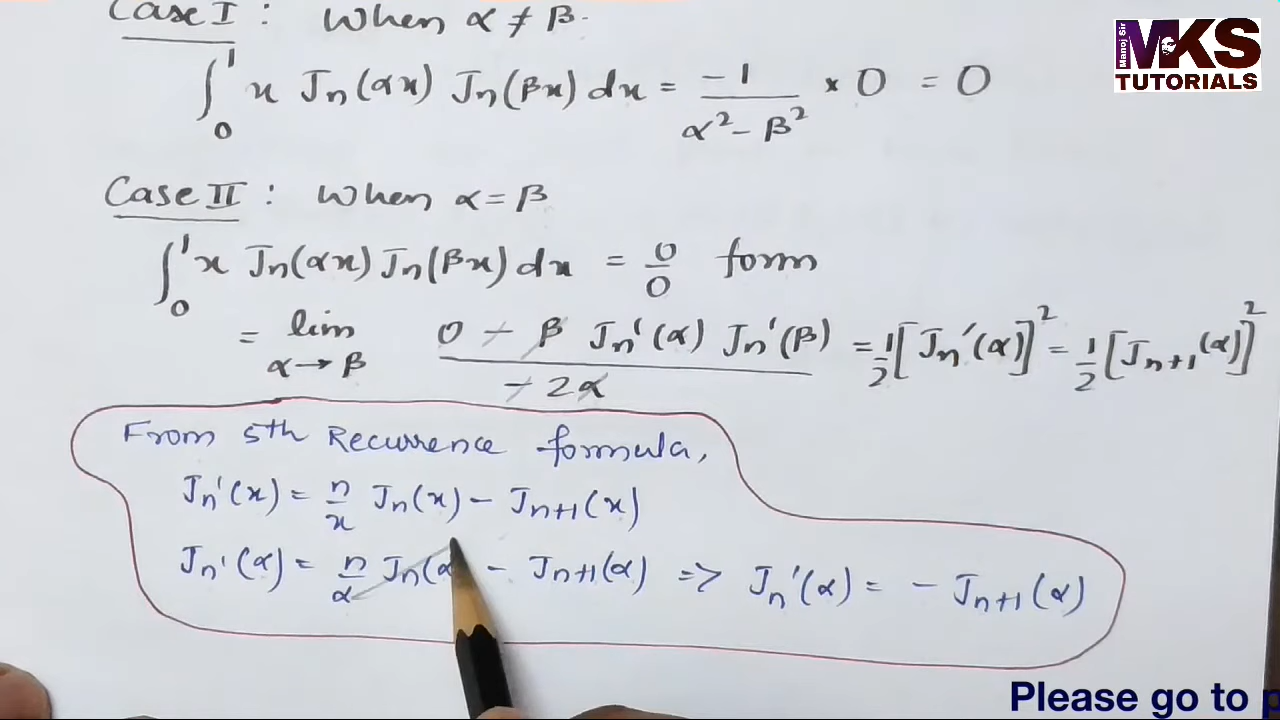 Case I : When α ≠ β.
∫₀¹ x Jn(αx) Jn(βx) dx = -1/(α² - β²) × 0 = 0
Manoj Sir
MKS
TUTORIALS
Case II : When α = β
∫₀¹ x Jn(αx) Jn(βx) dx = 0/0 form
= lim α→β (0 - β Jn'(α) Jn'(β))/(-2α) = 1/2 [Jn'(α)]² = 1/2 [Jn+1(α)]²
From 5th Recurrence formula,
Jn'(x) = n/x Jn(x) - Jn+1(x)
Jn'(α) = n/α Jn(α - Jn+1(α) ⇒ Jn'(α) = - Jn+1(α)
Please go to